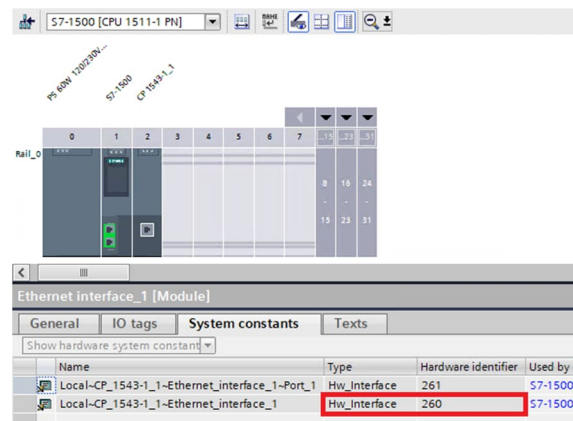 S7-1500 [CPU 1511-1 PN]
PS 60W 120/230V...
S7-1500
CP 1543-1_1
0 1 2 3 4 5 6 7 ...15 ...23 ...31
Rail_0
8 16 24
- - -
15 23 31
Ethernet interface_1 [Module]
General IO tags System constants Texts
Show hardware system constant
Name Type Hardware identifier Used by
Local~CP_1543-1_1~Ethernet_interface_1~Port_1 Hw_Interface 261 S7-1500
Local~CP_1543-1_1~Ethernet_interface_1 Hw_Interface 260 S7-1500